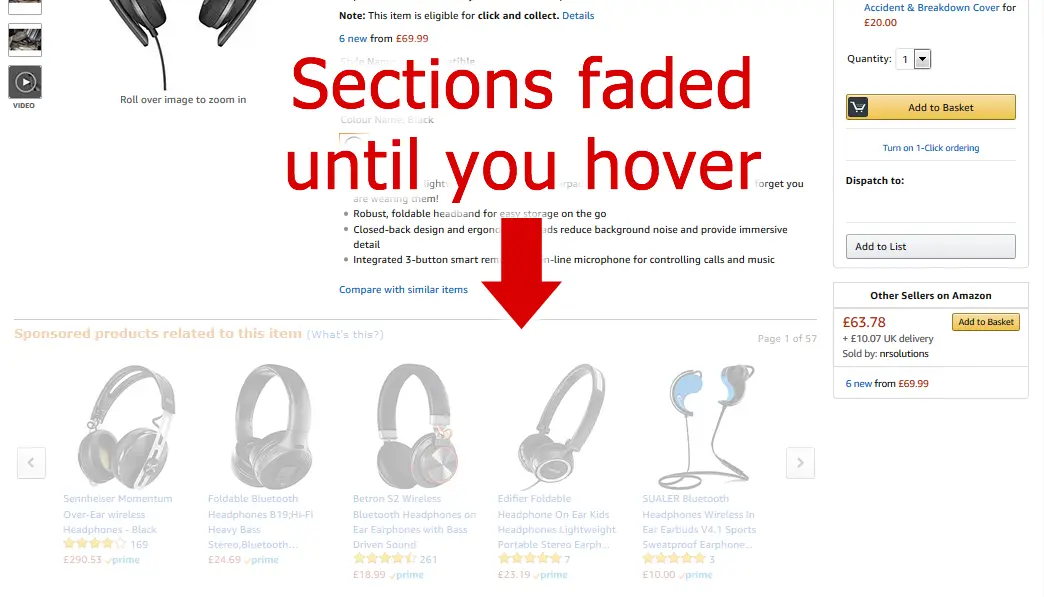 Note: This item is eligible for click and collect. Details
6 new from £69.99
Style Name
Sections faded
Colour Name: Black
until you hover
lights
forget you
are wearing them!
Robust, foldable headband for easy storage on the go
Closed-back design and ergono ads reduce background noise and provide immersive
detail
Integrated 3-button smart rem n-line microphone for controlling calls and music
Compare with similar items
VIDEO
Roll over image to zoom in
Accident & Breakdown Cover for
£20.00
Quantity: 1
Add to Basket
Turn on 1-Click ordering
Dispatch to:
Add to List
Other Sellers on Amazon
£63.78 Add to Basket
+ £10.07 UK delivery
Sold by: nrsolutions
6 new from £69.99
Sponsored products related to this item (What's this?)
Page 1 of 57
Sennheiser Momentum
Over-Ear wireless
Headphones - Black
169
£290.53 prime
Foldable Bluetooth
Headphones B19;Hi-Fi
Heavy Bass
Stereo,Bluetooth...
£24.69 prime
Betron S2 Wireless
Bluetooth Headphones on
Ear Earphones with Bass
Driven Sound
261
£18.99 prime
Edifier Foldable
Headphone On Ear Kids
Headphones.Lightweight
Portable Stereo Earph...
7
£23.19 prime
SUALER Bluetooth
Headphones Wireless In
Ear Earbuds V4.1 Sports
Sweatproof Earphone...
3
£10.00 prime